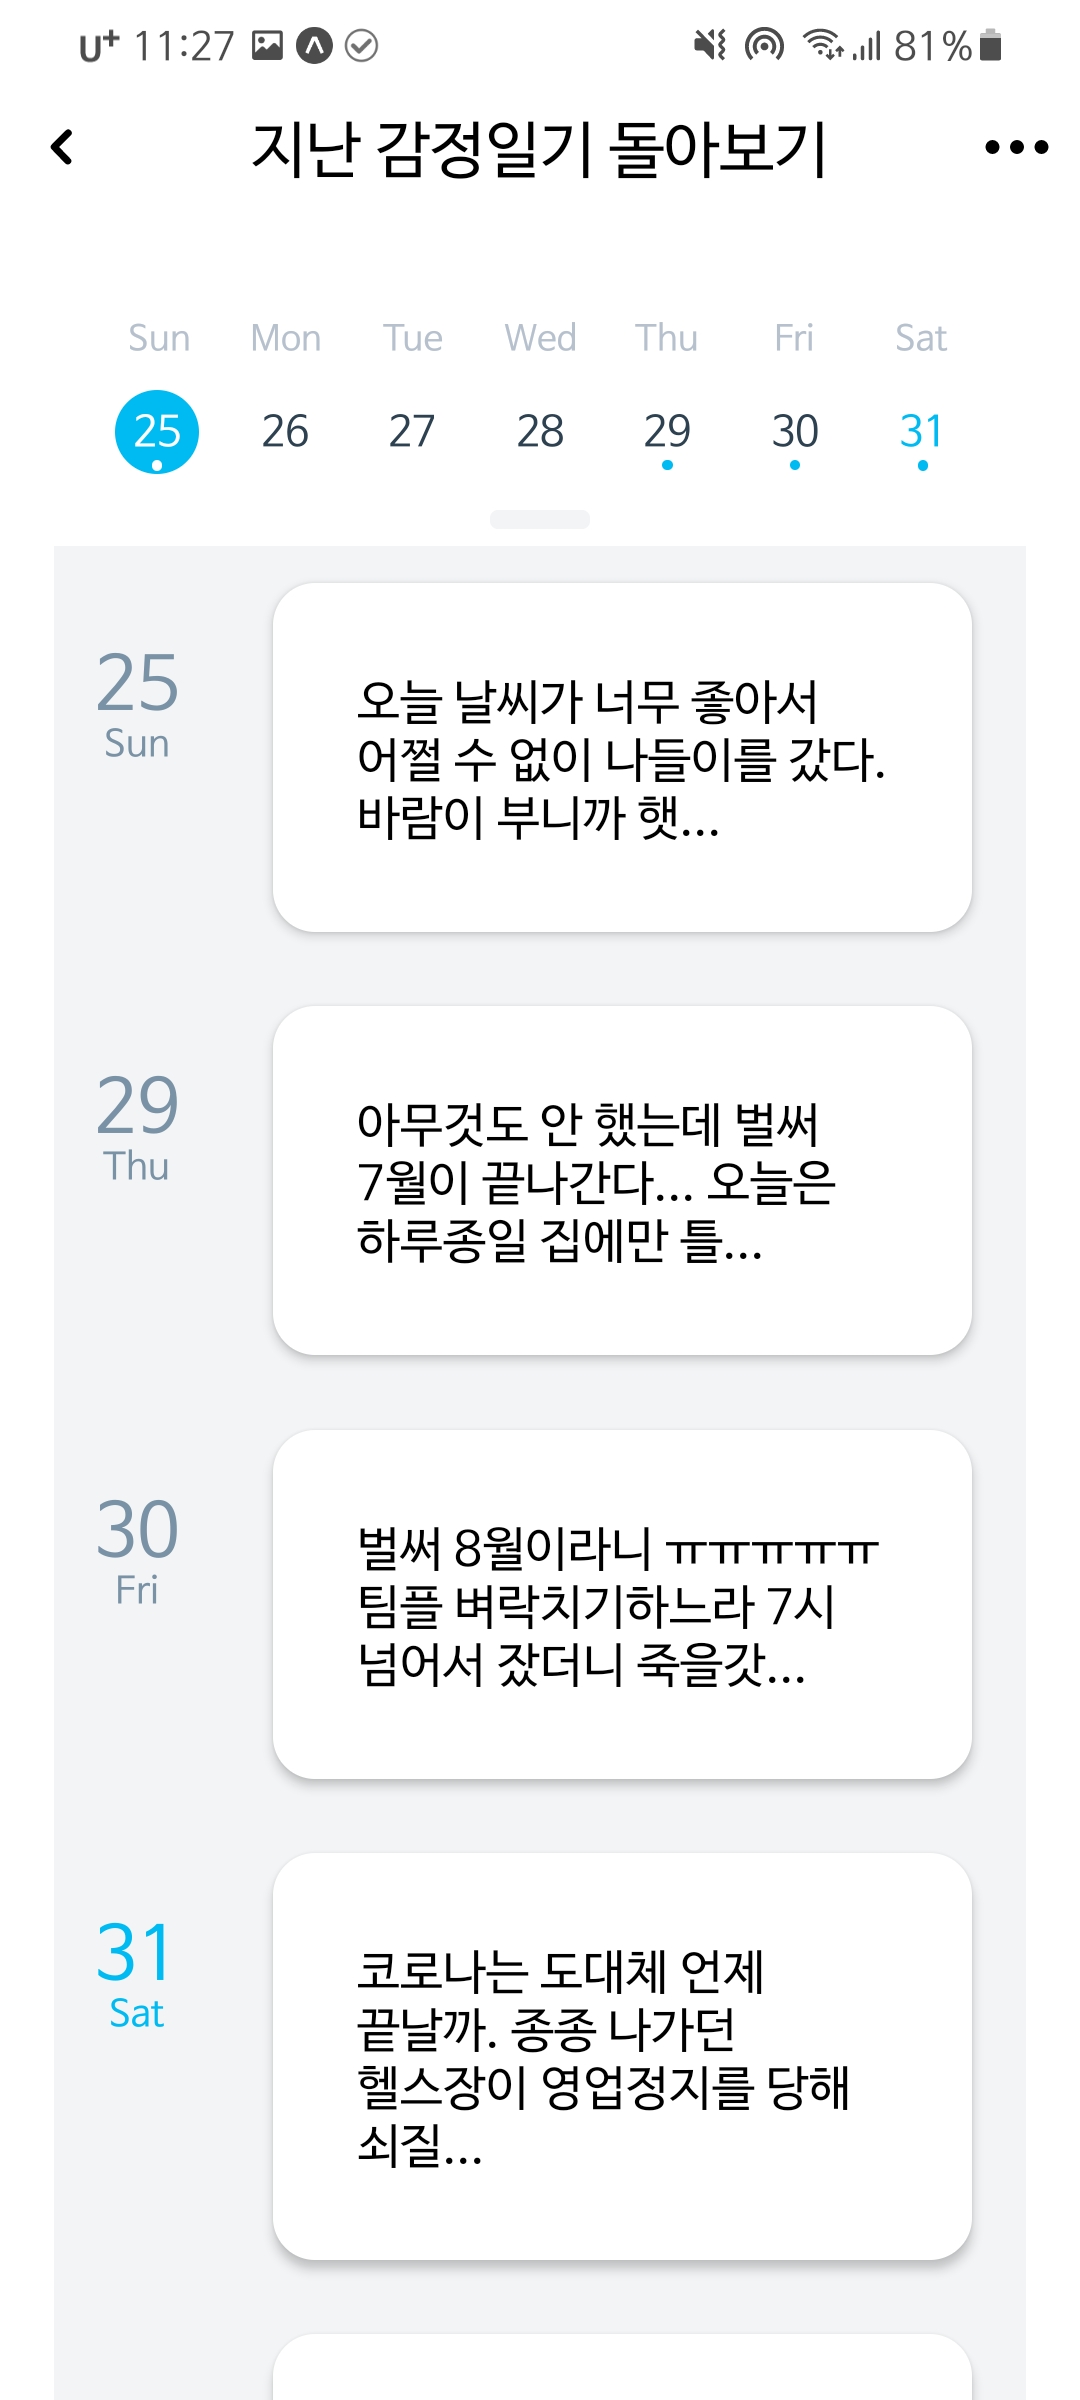 U+ 11:27 81%
지난 감정일기 돌아보기
Sun Mon Tue Wed Thu Fri Sat
25 26 27 28 29 30 31
25
Sun
오늘 날씨가 너무 좋아서
어쩔 수 없이 나들이를 갔다.
바람이 부니까 햇...
29
Thu
아무것도 안 했는데 벌써
7월이 끝나간다... 오늘은
하루종일 집에만 틀...
30
Fri
벌써 8월이라니 ㅠㅠㅠㅠㅠ
팀플 벼락치기하느라 7시
넘어서 잤더니 죽을갓...
31
Sat
코로나는 도대체 언제
끝날까. 종종 나가던
헬스장이 영업정지를 당해
쇠질...